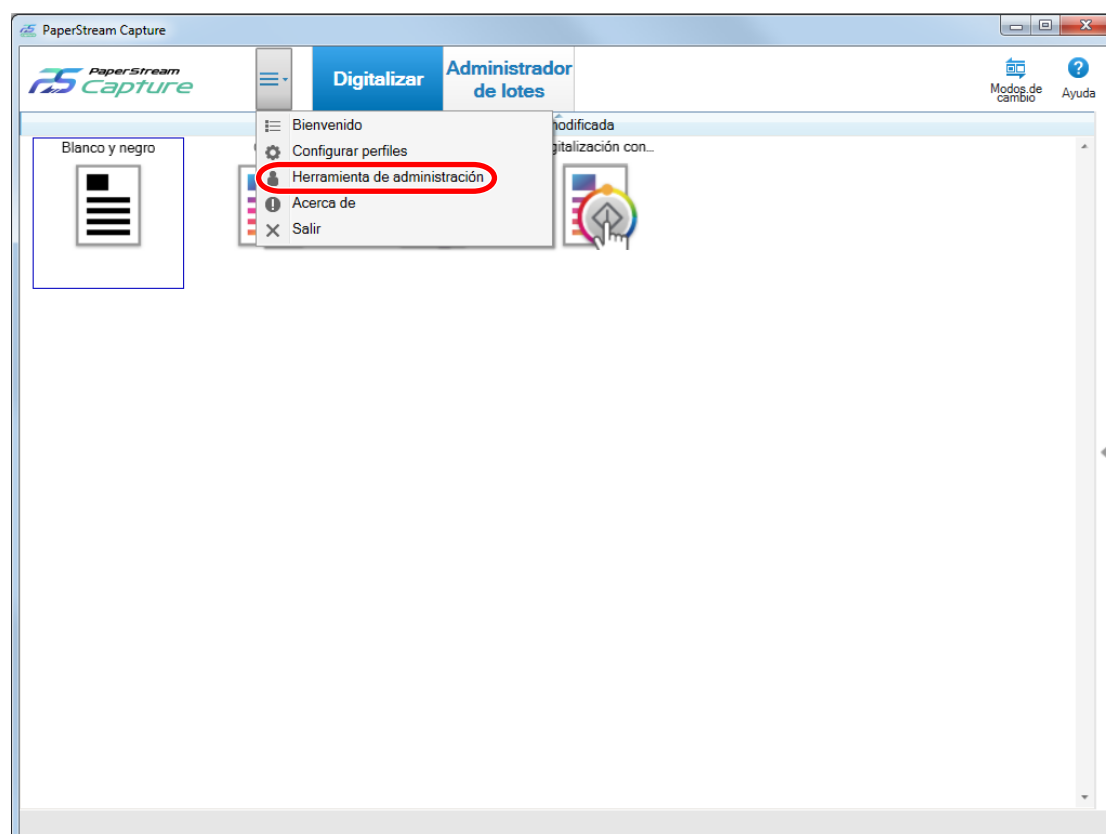 PaperStream Capture
PaperStream
Capture
Digitalizar
Administrador
de lotes
Modos de
cambio
Ayuda
Bienvenido
Configurar perfiles
Herramienta de administración
Acerca de
Salir
modificada
Blanco y negro
gitalización con...